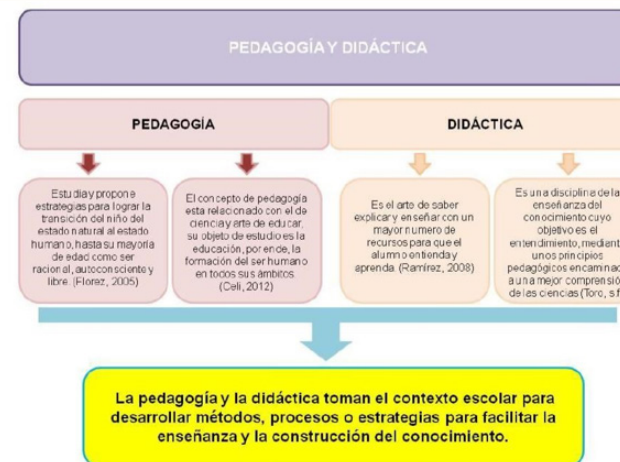 PEDAGOGÍA Y DIDÁCTICA
PEDAGOGÍA
DIDÁCTICA
Estudia y propone
estrategias para lograr la
transición del niño del
estado natural al estado
humano, hasta su mayoría
de edad como ser
racional, autoconsciente y
libre. (Florez, 2005)
El concepto de pedagogía
esta relacionado con el de
ciencia y arte de educar,
su objeto de estudio es la
educación, por ende, la
formación del ser humano
en todos sus ámbitos.
(Celi, 2012)
Es el arte de saber
explicar y enseñar con un
mayor numero de
recursos para que el
alumno entienda y
aprenda. (Ramírez, 2008)
Es una disciplina de la
enseñanza del
conocimiento cuyo
objetivo es el
entendimiento, mediant
unos principios
pedagógicos encaminad
a una mejor comprensió
de las ciencias (Toro, s.f
La pedagogía y la didáctica toman el contexto escolar para
desarrollar métodos, procesos o estrategias para facilitar la
enseñanza y la construcción del conocimiento.